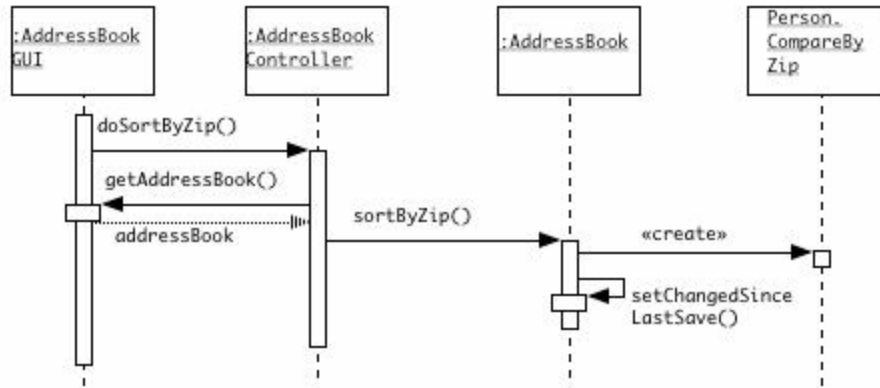 :AddressBook
GUI
:AddressBook
Controller
:AddressBook
Person.
CompareBy
Zip
doSortByZip()
getAddressBook()
addressBook
sortByZip()
«create»
setChangedSince
LastSave()